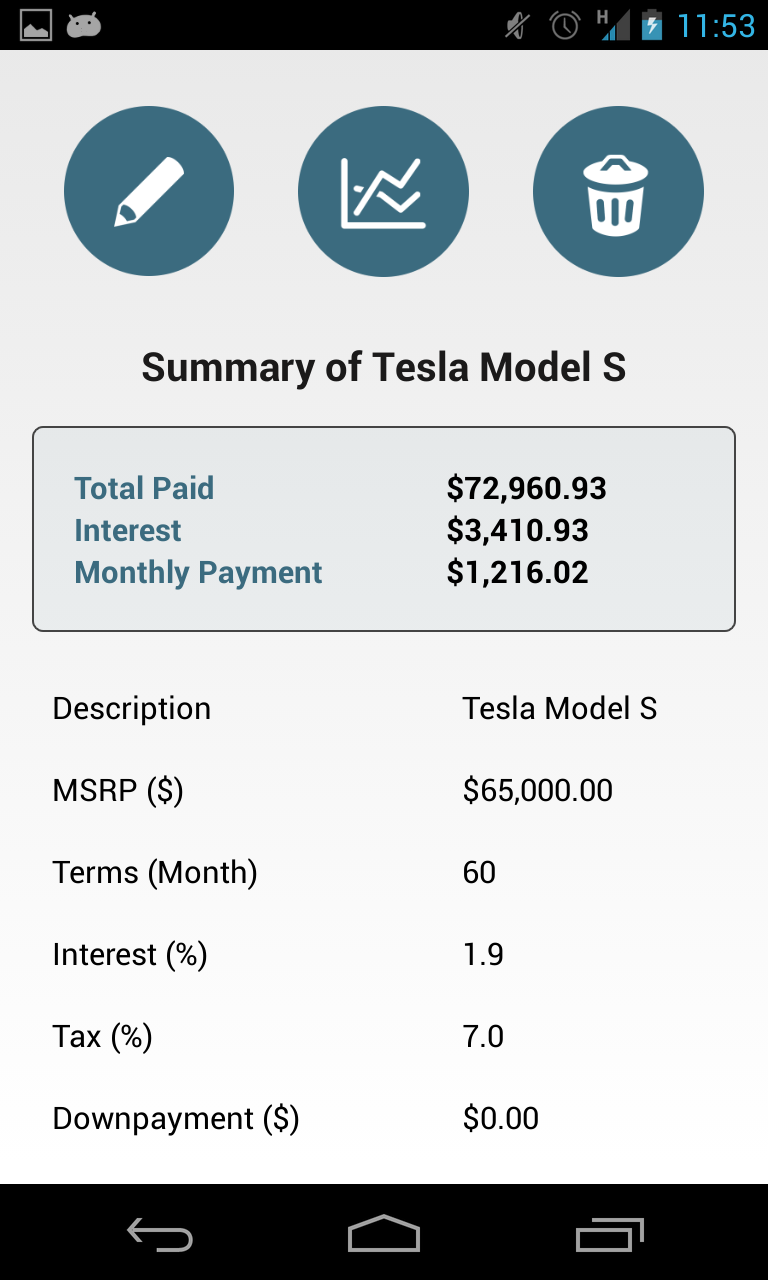 H 11:53
Summary of Tesla Model S
Total Paid $72,960.93
Interest $3,410.93
Monthly Payment $1,216.02
Description Tesla Model S
MSRP ($) $65,000.00
Terms (Month) 60
Interest (%) 1.9
Tax (%) 7.0
Downpayment ($) $0.00